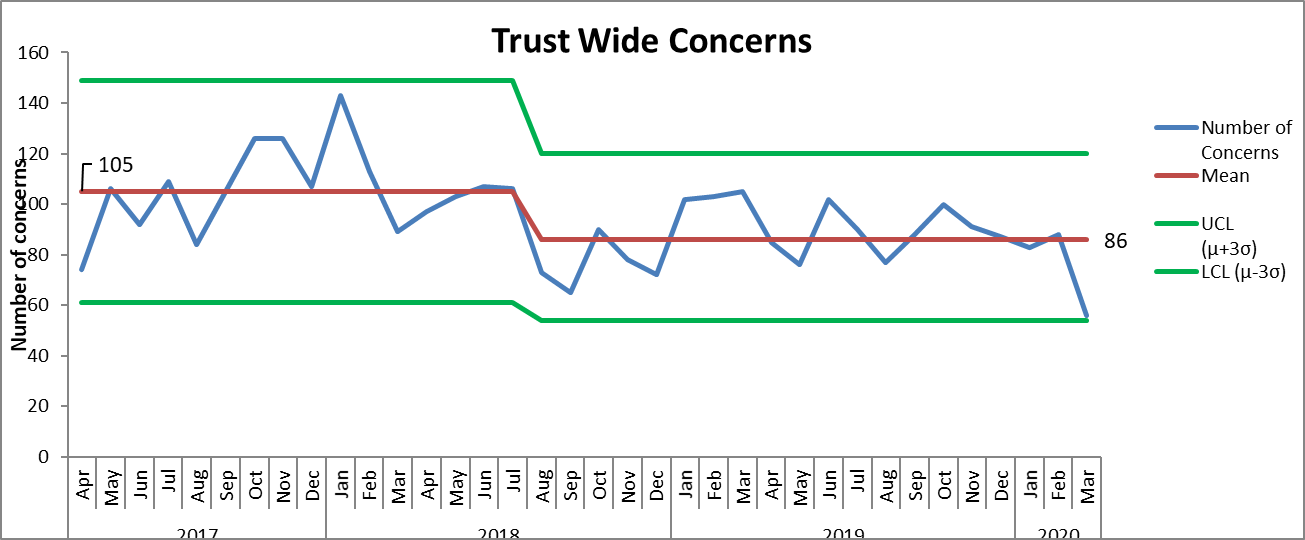 Trust Wide Concerns
Number of concerns
160
140
120
100
80
60
40
20
0
105
86
Apr May Jun Jul Aug Sep Oct Nov Dec Jan Feb Mar Apr May Jun Jul Aug Sep Oct Nov Dec Jan Feb Mar Apr May Jun Jul Aug Sep Oct Nov Dec Jan Feb Mar
2017 2018 2019 2020
Number of
Concerns
Mean
UCL
(μ+3σ)
LCL (μ-3σ)